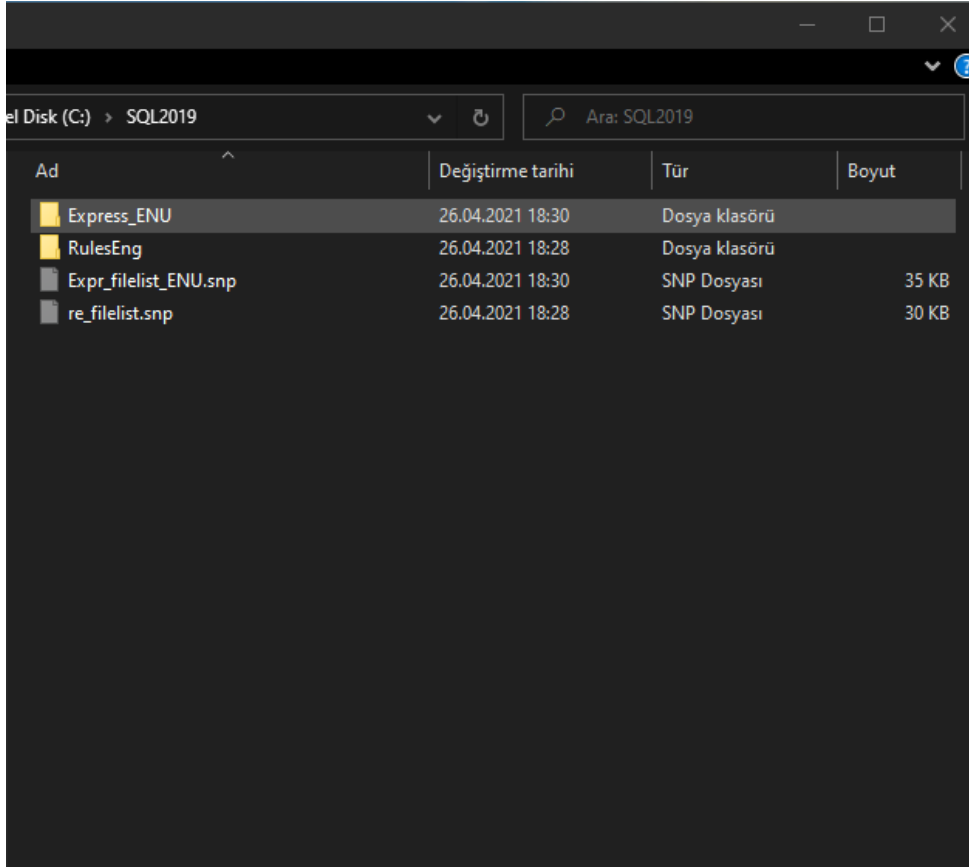 el Disk (C:) > SQL2019 Ara: SQL2019
Ad Değiştirme tarihi Tür Boyut
Express_ENU 26.04.2021 18:30 Dosya klasörü
RulesEng 26.04.2021 18:28 Dosya klasörü
Expr_filelist_ENU.snp 26.04.2021 18:30 SNP Dosyası 35 KB
re_filelist.snp 26.04.2021 18:28 SNP Dosyası 30 KB